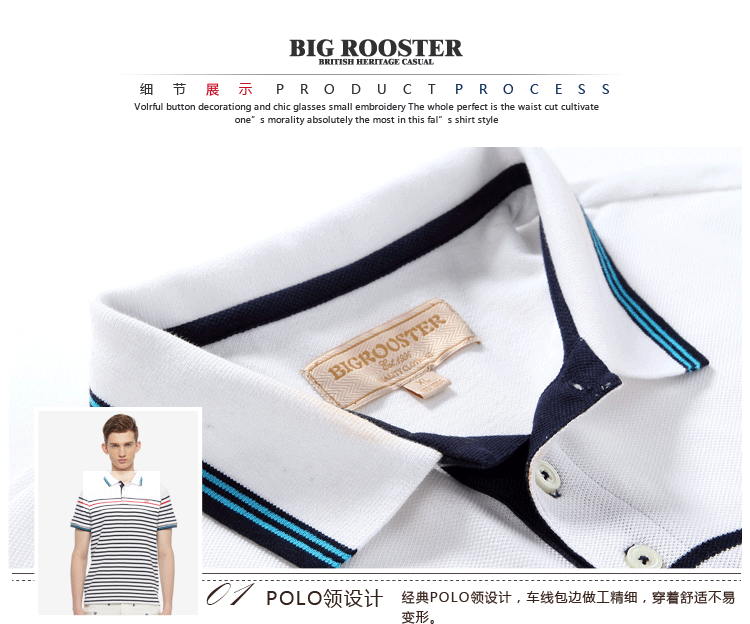 BIG ROOSTER
BRITISH HERITAGE CASUAL
细 节 展 示 P R O D U C T P R O C E S S
Volrful button decorationg and chic glasses small embroidery The whole perfect is the waist cut cultivate
one”s morality absolutely the most in this fal”s shirt style
BIGROOSTER
XL
01 POLO领设计
经典POLO领设计，车线包边做工精细，穿着舒适不易
变形。